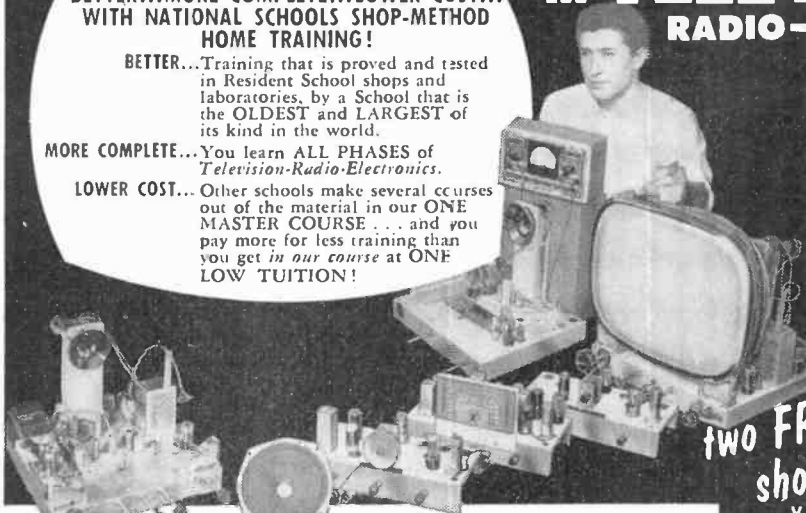 WITH NATIONAL SCHOOLS SHOP-METHOD
HOME TRAINING!
BETTER...Training that is proved and tested
in Resident School shops and
laboratories, by a School that is
the OLDEST and LARGEST of
its kind in the world.
MORE COMPLETE...You learn ALL PHASES of
Television-Radio-Electronics.
LOWER COST...Other schools make several courses
out of the material in our ONE
MASTER COURSE . . . and you
pay more for less training than
you get in our course at ONE
LOW TUITION!
RADIO-
two